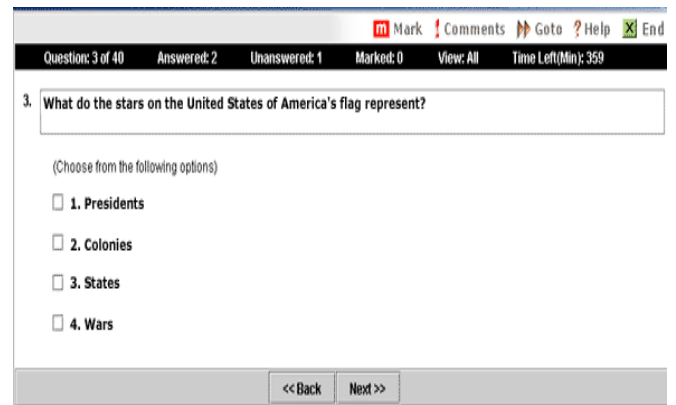 m Mark ! Comments Goto ? Help X End
Question: 3 of 40 Answered: 2 Unanswered: 1 Marked: 0 View: All Time Left(Min): 359
3. What do the stars on the United States of America's flag represent?
(Choose from the following options)
1. Presidents
2. Colonies
3. States
4. Wars
<< Back Next >>